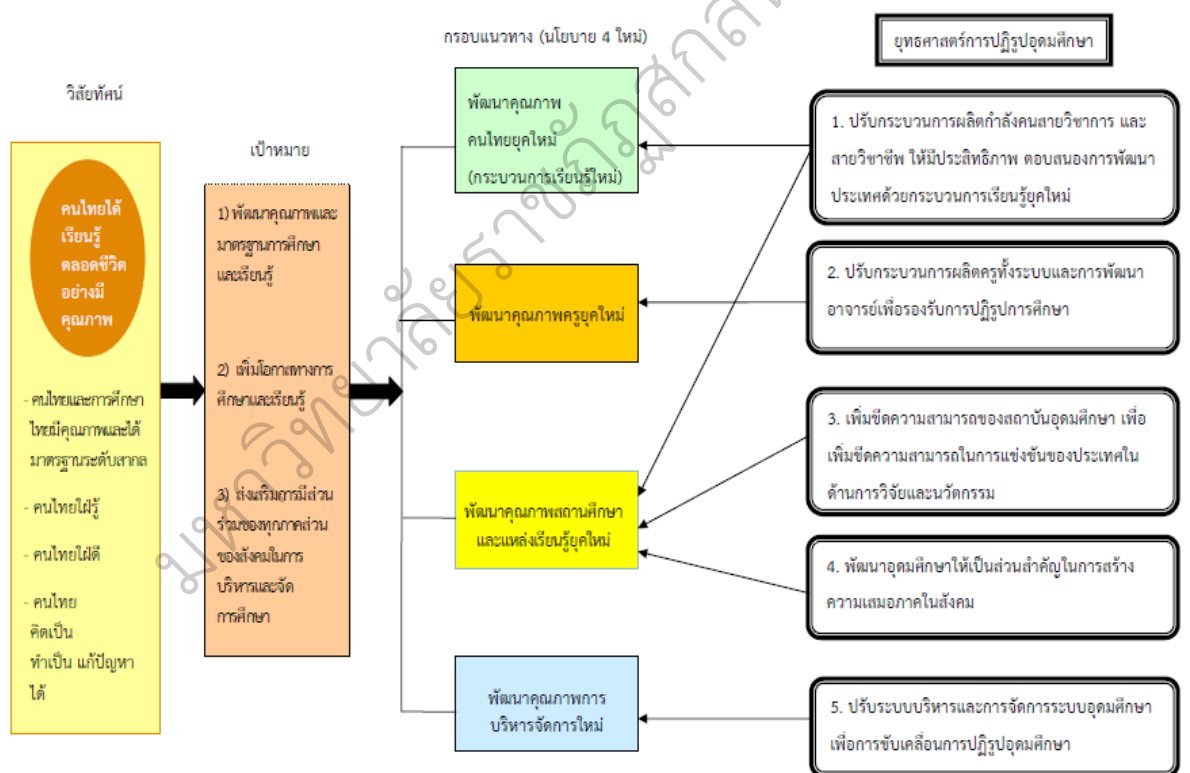 วิสัยทัศน์
คนไทยได้
เรียนรู้
ตลอดชีวิต
อย่างมี
คุณภาพ
- คนไทยและการศึกษา
ไทยมีคุณภาพและได้
มาตรฐานระดับสากล
- คนไทยใฝ่รู้
- คนไทยใฝ่ดี
- คนไทย
คิดเป็น
ทำเป็น แก้ปัญหา
ได้
เป้าหมาย
1) พัฒนาคุณภาพและ
มาตรฐานการศึกษา
และเรียนรู้
2) เพิ่มโอกาสทางการ
ศึกษาและเรียนรู้
3) ส่งเสริมการมีส่วน
ร่วมของทุกภาคส่วน
ของสังคมในการ
บริหารและจัด
การศึกษา
กรอบแนวทาง (นโยบาย 4 ใหม่)
พัฒนาคุณภาพ
คนไทยยุคใหม่
(กระบวนการเรียนรู้ใหม่)
พัฒนาคุณภาพครูยุคใหม่
พัฒนาคุณภาพสถานศึกษา
และแหล่งเรียนรู้ยุคใหม่
พัฒนาคุณภาพการ
บริหารจัดการใหม่
ยุทธศาสตร์การปฏิรูปอุดมศึกษา
1. ปรับกระบวนการผลิตกำลังคนสายวิชาการ และ
สายวิชาชีพ ให้มีประสิทธิภาพ ตอบสนองการพัฒนา
ประเทศด้วยกระบวนการเรียนรู้ยุคใหม่
2. ปรับกระบวนการผลิตครูทั้งระบบและการพัฒนา
อาจารย์เพื่อรองรับการปฏิรูปการศึกษา
3. เพิ่มขีดความสามารถของสถาบันอุดมศึกษา เพื่อ
เพิ่มขีดความสามารถในการแข่งขันของประเทศใน
ด้านการวิจัยและนวัตกรรม
4. พัฒนาอุดมศึกษาให้เป็นส่วนสำคัญในการสร้าง
ความเสมอภาคในสังคม
5. ปรับระบบบริหารและการจัดการระบบอุดมศึกษา
เพื่อการขับเคลื่อนการปฏิรูปอุดมศึกษา
มหาวิทยาลัยราชภัฏสกล